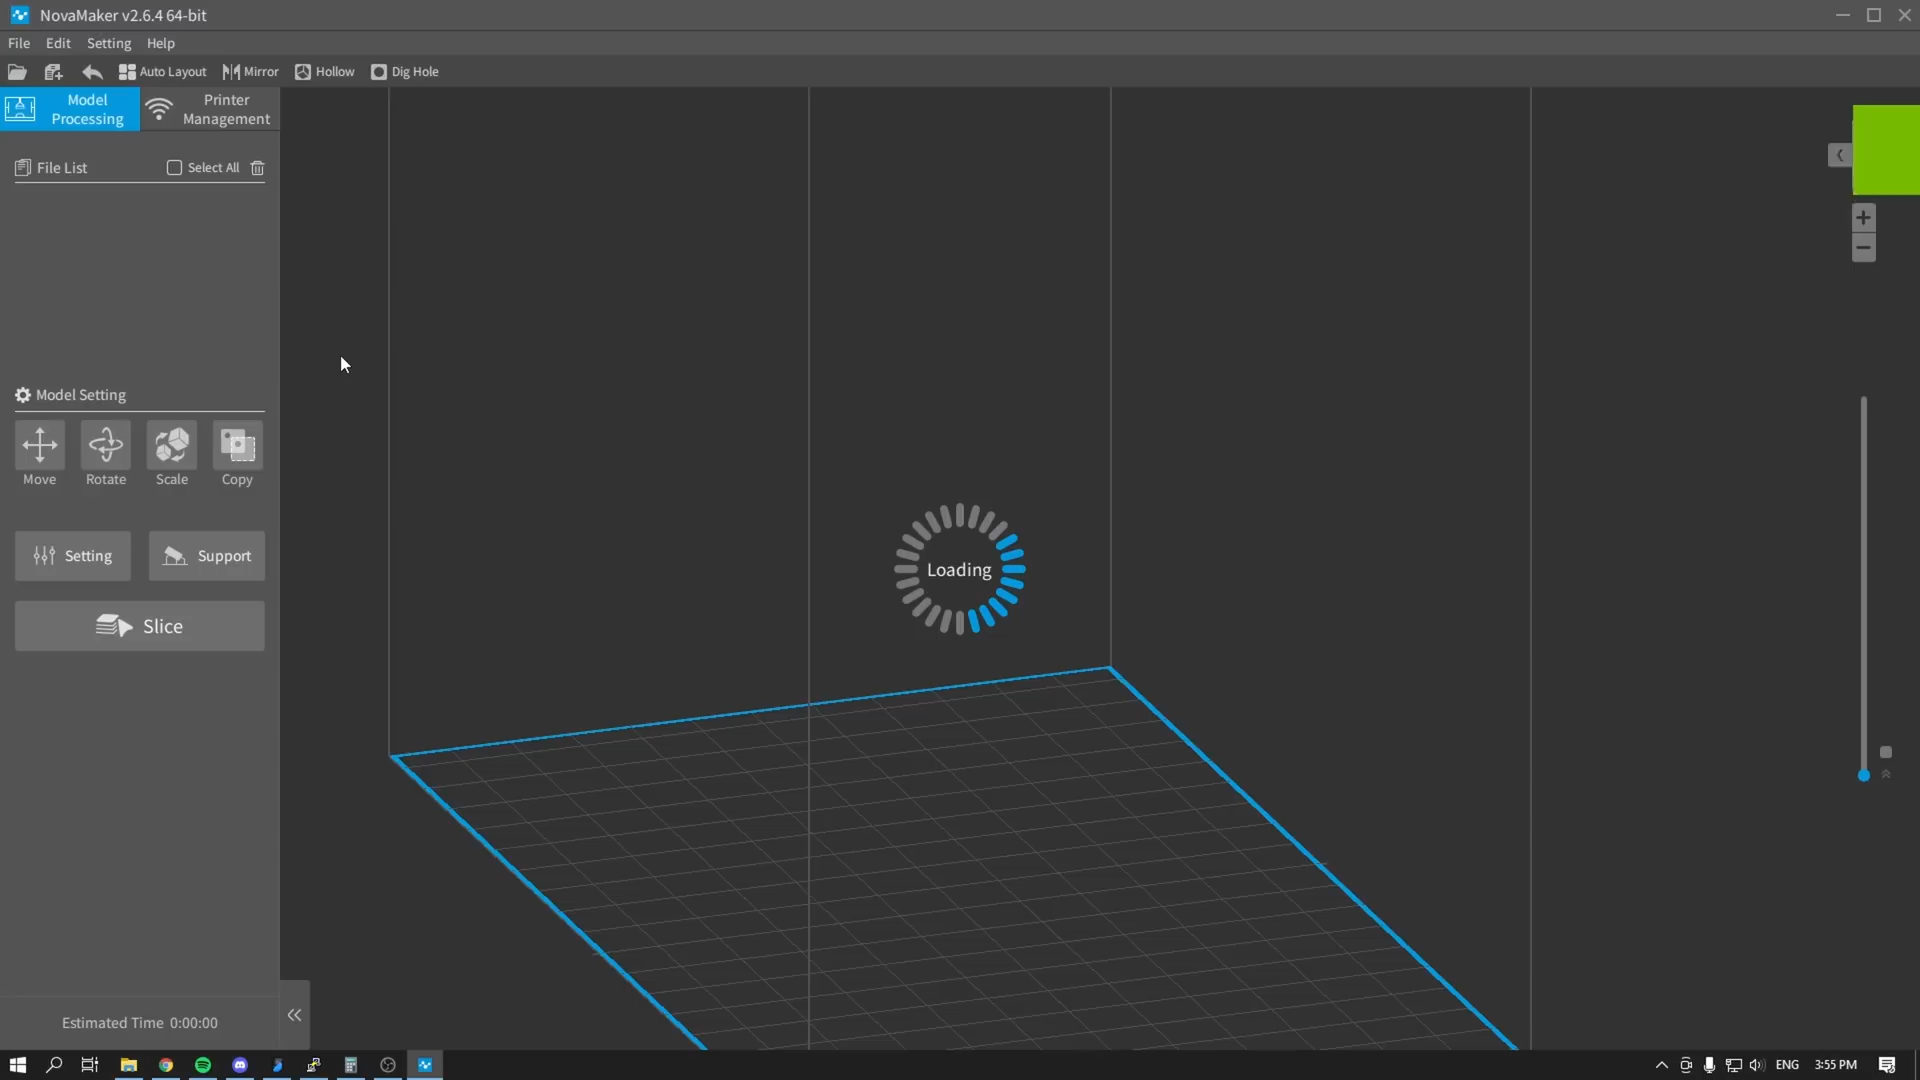 NovaMaker v2.6.4 64-bit
File Edit Setting Help
Auto Layout Mirror Hollow Dig Hole
Model
Processing
Printer
Management
File List Select All
Model Setting
Move Rotate Scale Copy
Setting Support
Slice
Loading
Estimated Time 0:00:00
ENG 3:55 PM